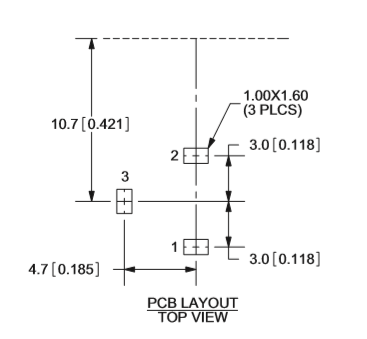 1.00X1.60
(3 PLCS)
10.7 [0.421]
3.0 [0.118]
2
3
1
3.0 [0.118]
4.7 [0.185]
PCB LAYOUT
TOP VIEW